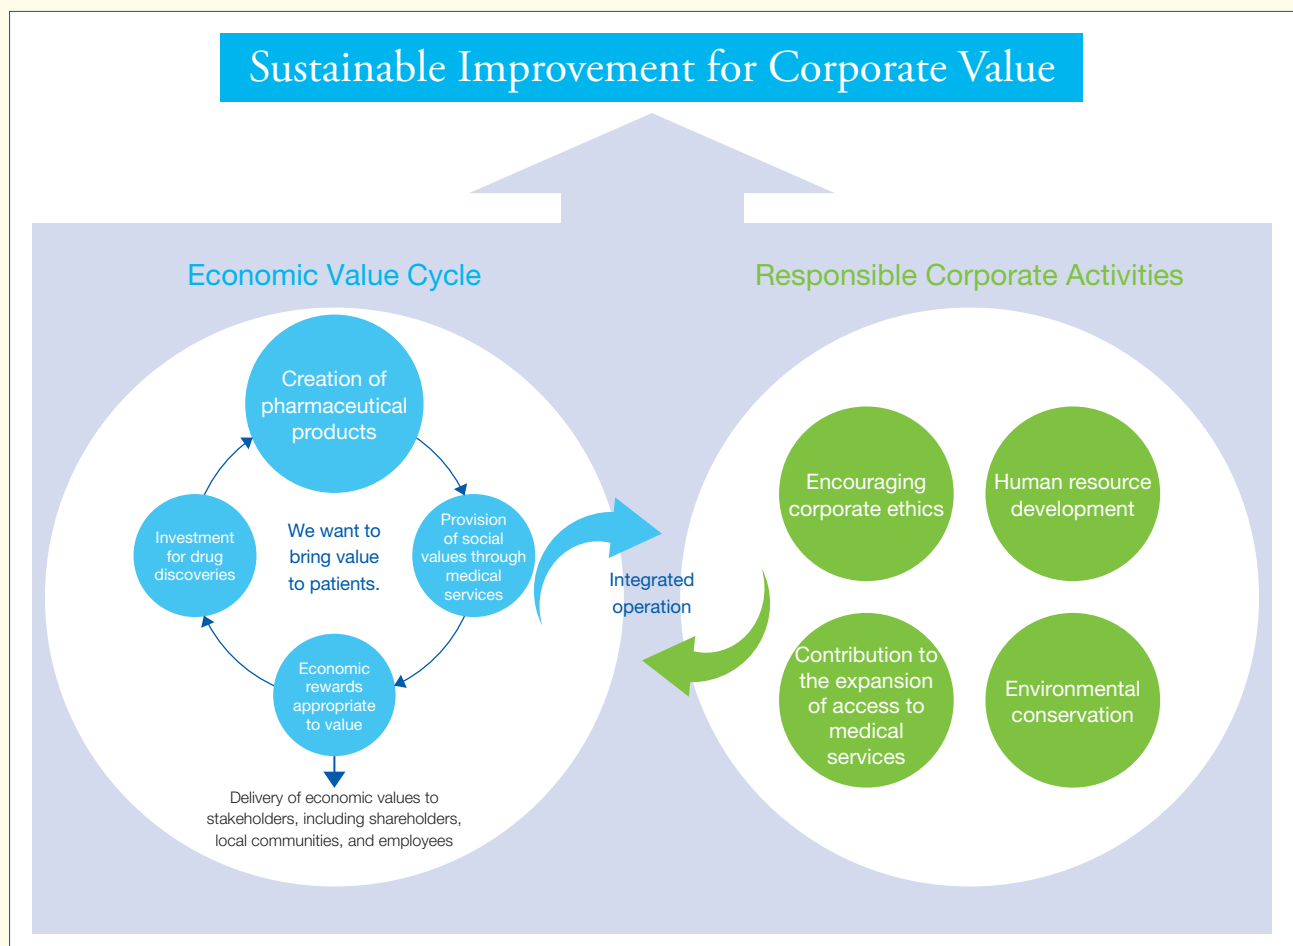 Sustainable Improvement for Corporate Value
Economic Value Cycle
Creation of
pharmaceutical
products
Provision
of social
values through
medical
services
Economic
rewards
appropriate
to value
Investment
for drug
discoveries
We want to
bring value
to patients.
Delivery of economic values to
stakeholders, including shareholders,
local communities, and employees
Integrated
operation
Responsible Corporate Activities
Encouraging
corporate ethics
Human resource
development
Contribution to
the expansion
of access to
medical
services
Environmental
conservation